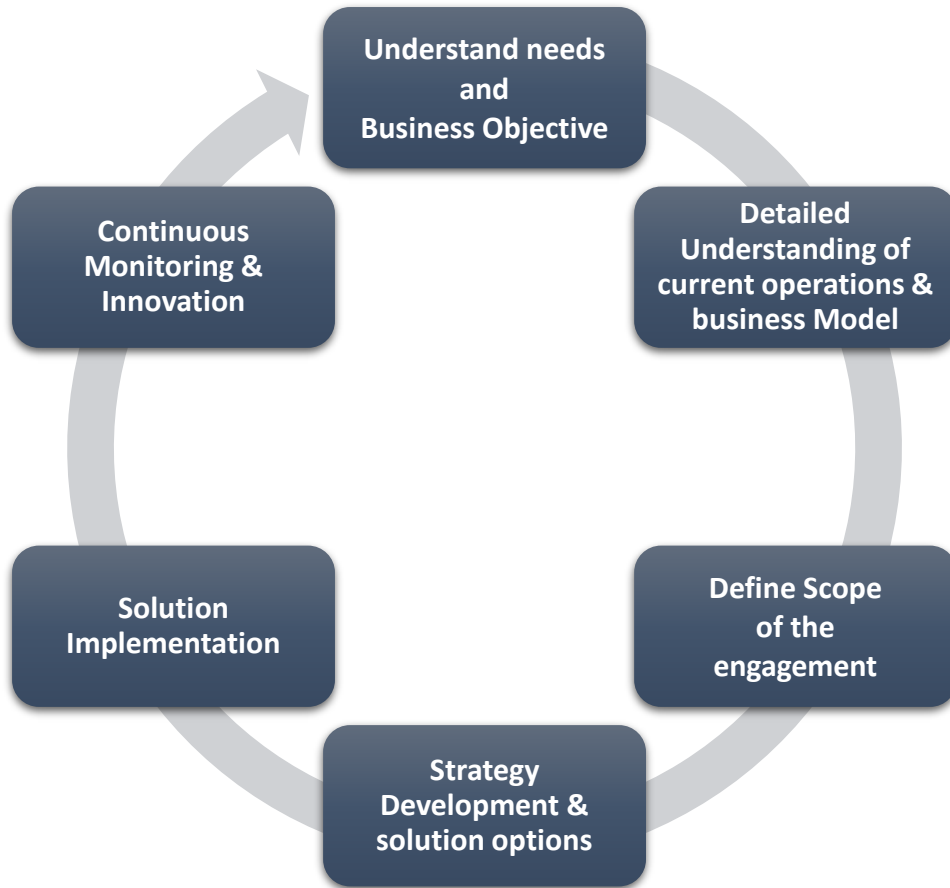 Understand needs
and
Business Objective
Detailed
Understanding of
current operations &
business Model
Define Scope
of the
engagement
Strategy
Development &
solution options
Solution
Implementation
Continuous
Monitoring &
Innovation